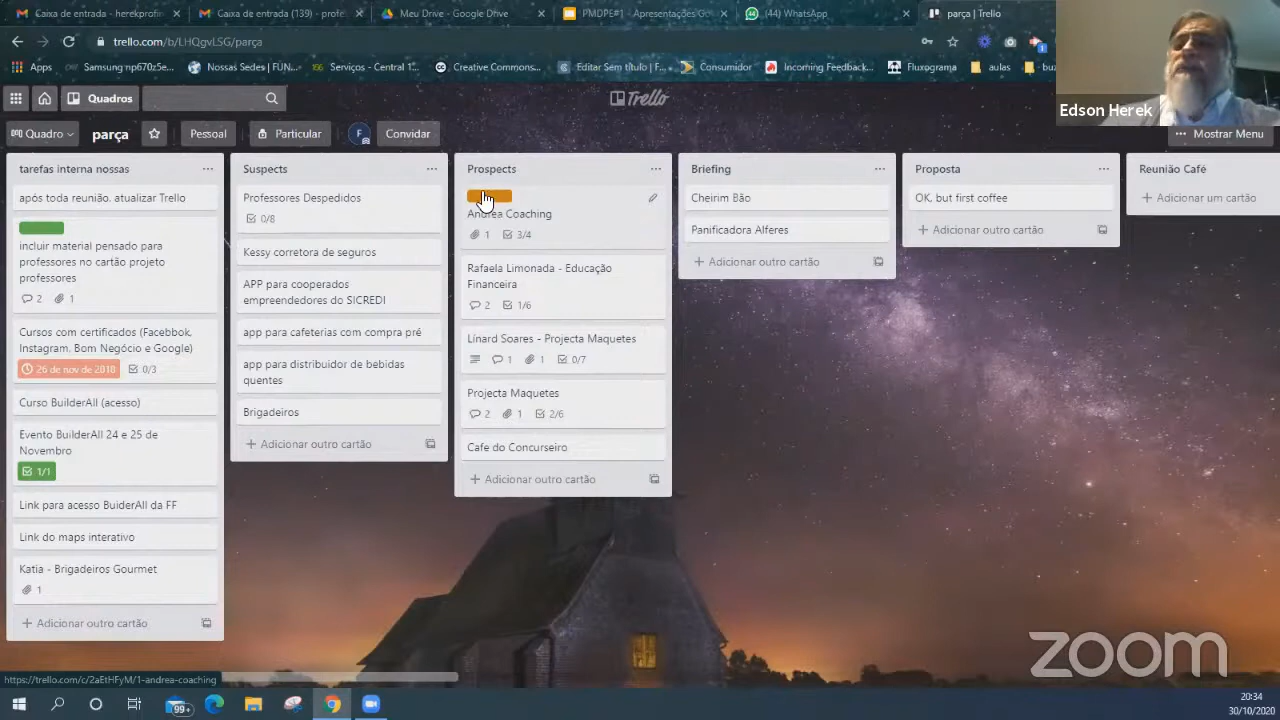 Caixa de entrada - herekprofin
Caixa de entrada (139) - profe
Meu Drive - Google Drive
PMDPE#1 - Apresentações Go
(44) WhatsApp
parça | Trello
trello.com/b/LHQgvLSG/parça
Apps
Samsung np670z5e...
Nossas Sedes / FUN...
Serviços - Central 1...
Creative Commons...
Editar Sem título | F...
Consumidor
Incoming Feedback...
Fluxograma
aulas
Edson Herek
Quadros
Trello
Quadro
parça
Pessoal
Particular
F
Convidar
Mostrar Menu
tarefas interna nossas
após toda reunião. atualizar Trello
incluir material pensado para
professores no cartão projeto
professores
2 1
Cursos com certificados (Facebbok,
Instagram, Bom Negócio e Google)
26 de nov de 2018 0/3
Curso BuilderAll (acesso)
Evento BuilderAll 24 e 25 de
Novembro
1/1
Link para acesso BuiderAll da FF
Link do maps interativo
Katia - Brigadeiros Gourmet
1
+ Adicionar outro cartão
Suspects
Professores Despedidos
0/8
Kessy corretora de seguros
APP para cooperados
empreendedores do SICREDI
app para cafeterias com compra pré
app para distribuidor de bebidas
quentes
Brigadeiros
+ Adicionar outro cartão
Prospects
Andrea Coaching
1 3/4
Rafaela Limonada - Educação
Financeira
2 1/6
Linard Soares - Projecta Maquetes
1 1 0/7
Projecta Maquetes
2 1 2/6
Cafe do Concurseiro
+ Adicionar outro cartão
Briefing
Cheirim Bão
Panificadora Alferes
+ Adicionar outro cartão
Proposta
OK, but first coffee
+ Adicionar outro cartão
Reunião Café
+ Adicionar um cartão
zoom
https://trello.com/c/2aEtHFyM/1-andrea-coaching
99+
20:34
30/10/2020